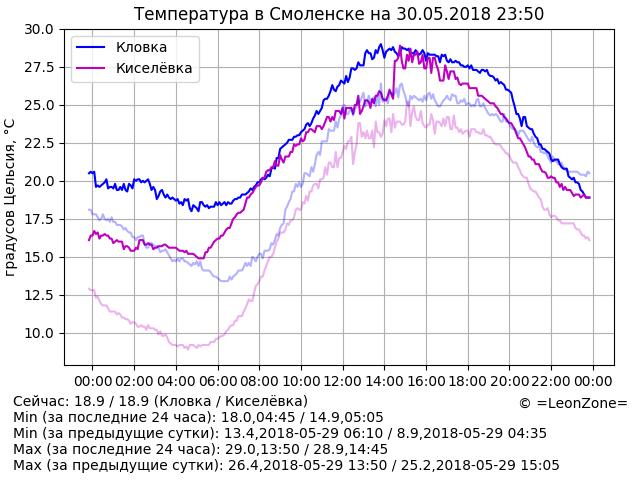 Температура в Смоленске на 30.05.2018 23:50
30.0
27.5
25.0
22.5
20.0
17.5
15.0
12.5
10.0
градусов Цельсия, °C
Кловка
Киселёвка
00:00 02:00 04:00 06:00 08:00 10:00 12:00 14:00 16:00 18:00 20:00 22:00 00:00
Сейчас: 18.9 / 18.9 (Кловка / Киселёвка)
© =LeonZone=
Min (за последние 24 часа): 18.0,04:45 / 14.9,05:05
Min (за предыдущие сутки): 13.4,2018-05-29 06:10 / 8.9,2018-05-29 04:35
Max (за последние 24 часа): 29.0,13:50 / 28.9,14:45
Max (за предыдущие сутки): 26.4,2018-05-29 13:50 / 25.2,2018-05-29 15:05